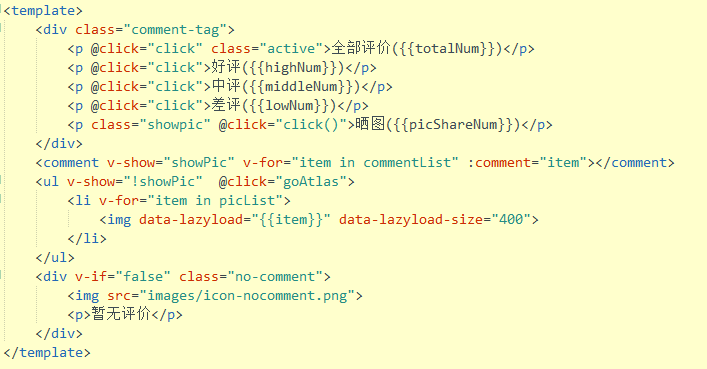 <template>
<div class="comment-tag">
<p @click="click" class="active">全部评价({{totalNum}})</p>
<p @click="click">好评({{highNum}})</p>
<p @click="click">中评({{middleNum}})</p>
<p @click="click">差评({{lowNum}})</p>
<p class="showpic" @click="click()">晒图({{picShareNum}})</p>
</div>
<comment v-show="showPic" v-for="item in commentList" :comment="item"></comment>
<ul v-show="!showPic"  @click="goAtlas">
<li v-for="item in picList">
<img data-lazyload="{{item}}" data-lazyload-size="400">
</li>
</ul>
<div v-if="false" class="no-comment">
<img src="images/icon-nocomment.png">
<p>暂无评价</p>
</div>
</template>